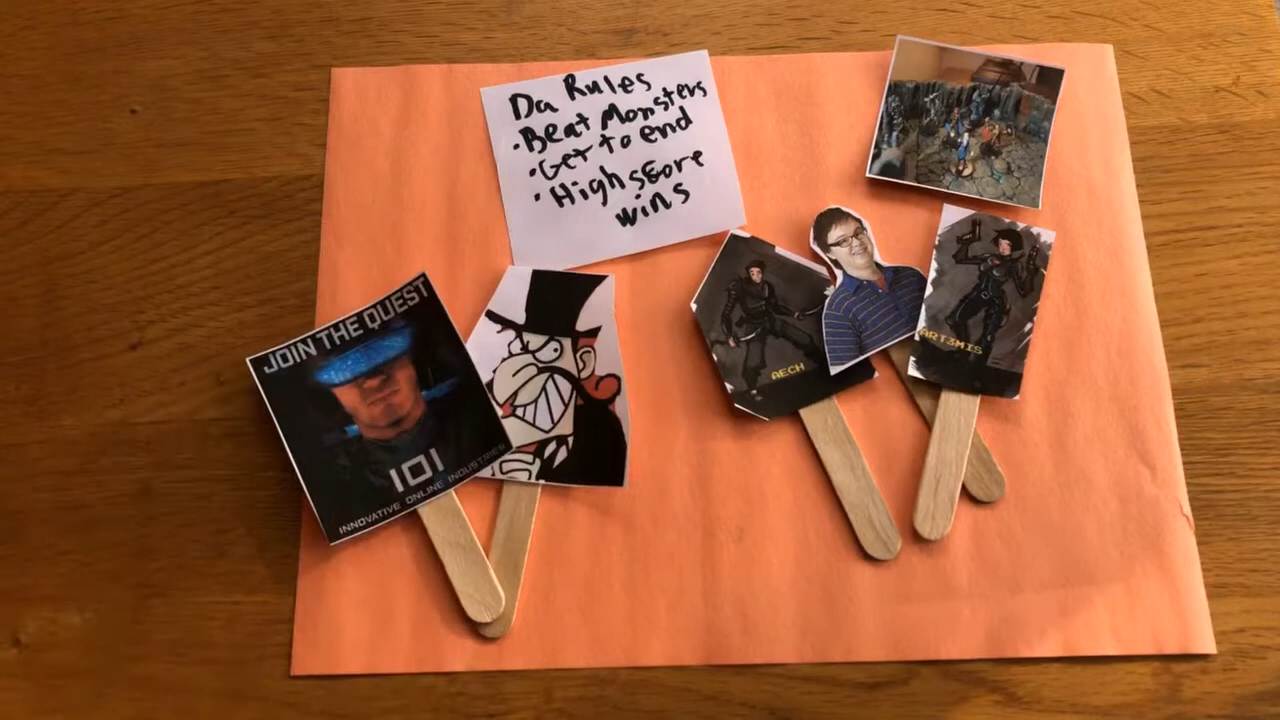 Da Rules
• Beat Monsters
• Get to end
• High score
wins
JOIN THE QUEST
IOI
INNOVATIVE ONLINE INDUSTRIES
AECH
ART3MIS